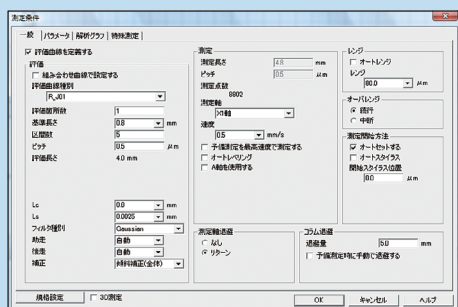 測定条件
一般 パラメータ 解析グラフ 特殊測定
評価曲線を定義する
評価
組み合わせ曲線で設定する
評価曲線種別
R_J01
評価箇所数 1
基準長さ 0.8 mm
区間数 5
ピッチ 0.5 μm
評価長さ 4.0 mm
Lc 0.8 mm
Ls 0.0025 mm
フィルタ種別 Gaussian
助走 自動
後走 自動
補正 傾斜補正(全体)
測定
測定長さ 4.8 mm
ピッチ 0.5 μm
測定点数
8802
測定軸
X1軸
速度
0.5 mm/s
予備測定を最高速度で測定する
オートレベリング
A軸を使用する
測定軸退避
なし
リターン
レンジ
オートレンジ
レンジ
80.0 μm
オーバレンジ
続行
中断
測定開始方法
オートセットする
オートスタイラス
開始スタイラス位置
0.0 μm
コラム退避
退避量 5.0 mm
予備測定時に手動で退避する
規格設定 3D測定
OK キャンセル ヘルプ